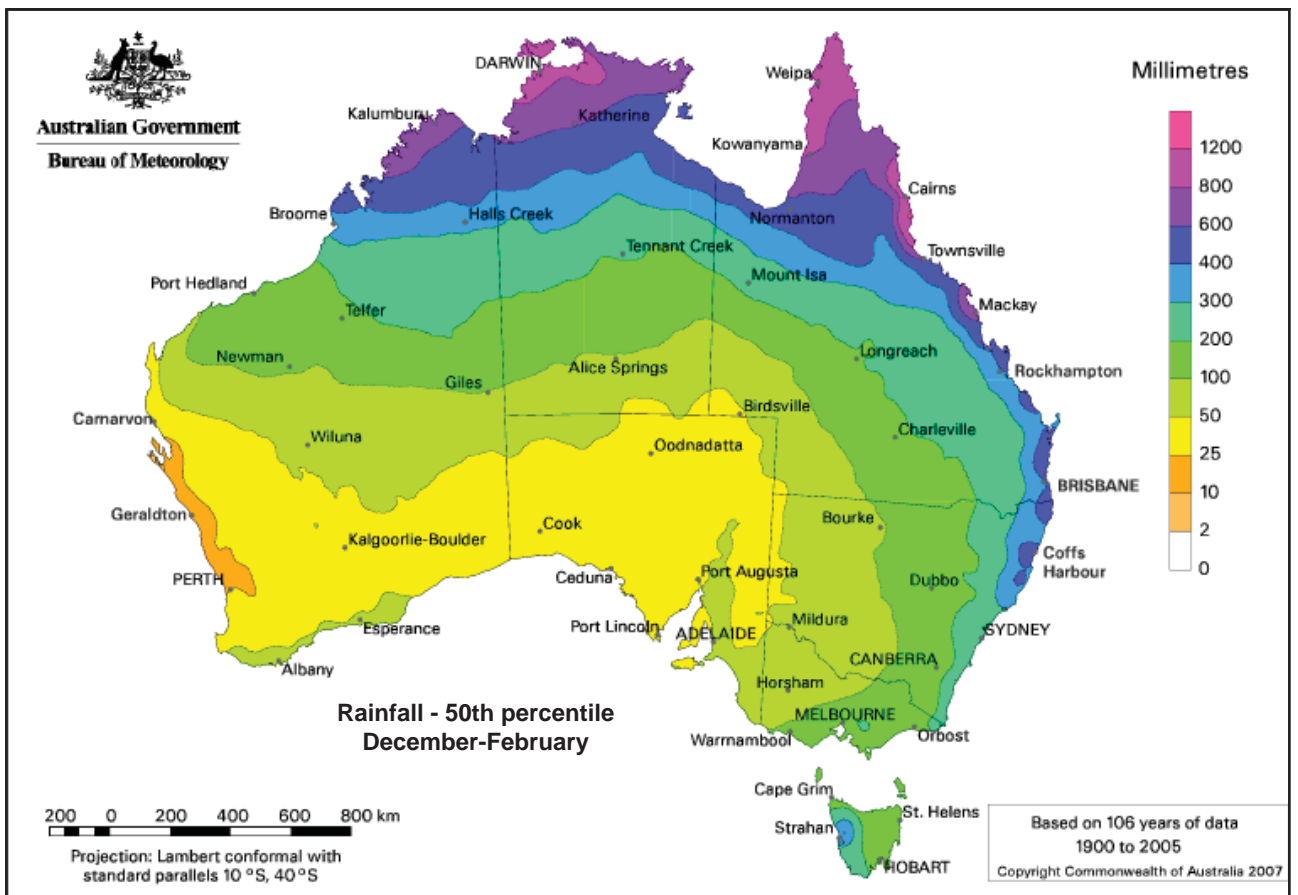 Australian Government
Bureau of Meteorology
DARWIN
Weipa
Kalumburu
Katherine
Kowanyama
Cairns
Broome
Halls Creek
Normanton
Tennant Creek
Townsville
Mount Isa
Port Hedland
Telfer
Mackay
Newman
Longreach
Giles
Alice Springs
Rockhampton
Carnarvon
Birdsville
Wiluna
Oodnadatta
Charleville
BRISBANE
Geraldton
Kalgoorlie-Boulder
Cook
Bourke
Coffs
Harbour
PERTH
Ceduna
Port Augusta
Dubbo
Esperance
Port Lincoln
ADELAIDE
Mildura
SYDNEY
Albany
CANBERRA
Horsham
MELBOURNE
Warrnambool
Orbost
Cape Grim
St. Helens
Strahan
HOBART
Millimetres
1200
800
600
400
300
200
100
50
25
10
2
0
Rainfall - 50th percentile
December-February
200 0 200 400 600 800 km
Projection: Lambert conformal with
standard parallels 10 °S, 40 °S
Based on 106 years of data
1900 to 2005
Copyright Commonwealth of Australia 2007